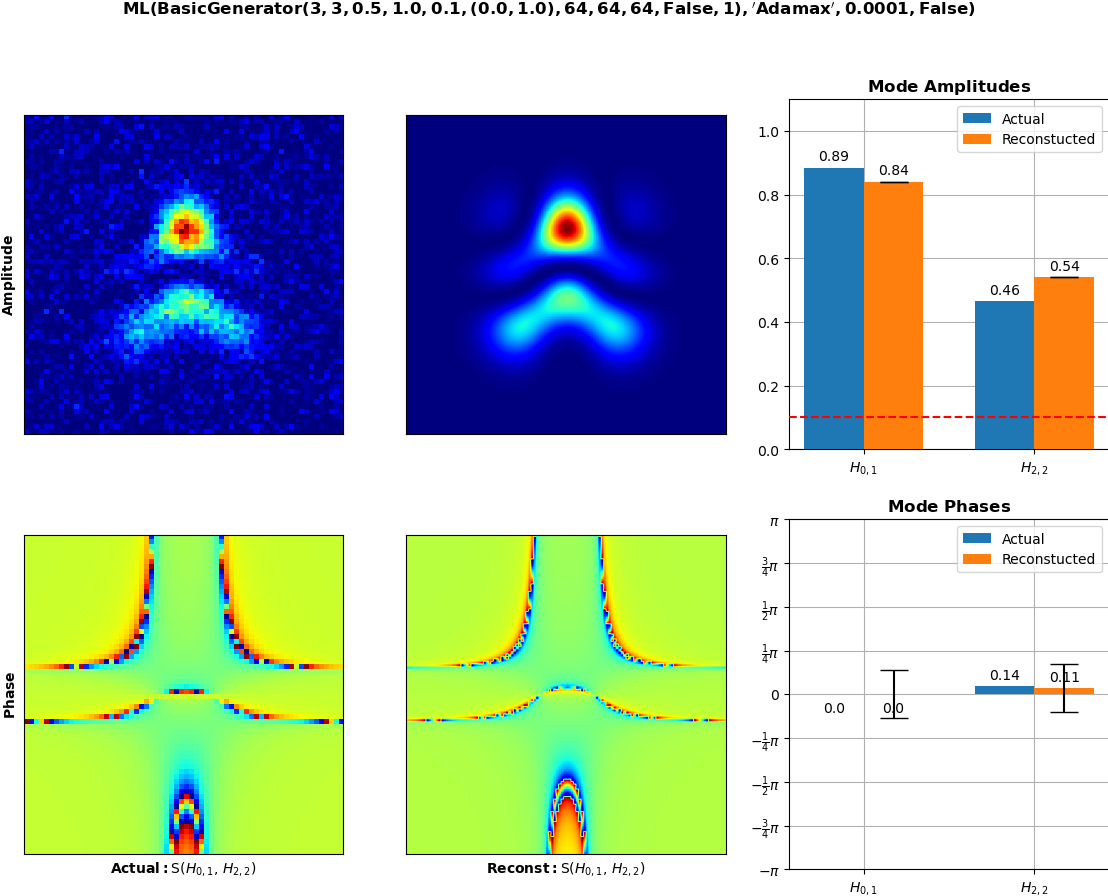 ML(BasicGenerator(3, 3, 0.5, 1.0, 0.1, (0.0, 1.0), 64, 64, 64, False, 1), ′Adamax′, 0.0001, False)
Amplitude
Mode Amplitudes
Actual
Reconstucted
1.0
0.8
0.6
0.4
0.2
0.0
0.89
0.84
0.46
0.54
H0, 1
H2, 2
Phase
Actual: S(H0, 1, H2, 2)
Reconst: S(H0, 1, H2, 2)
Mode Phases
Actual
Reconstucted
π
3/4π
1/2π
1/4π
0
−1/4π
−1/2π
−3/4π
−π
0.0
0.0
0.14
0.11
H0, 1
H2, 2